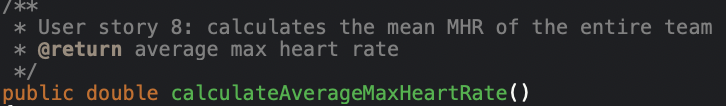 /**
* User story 8: calculates the mean MHR of the entire team
* @return average max heart rate
*/
public double calculateAverageMaxHeartRate()